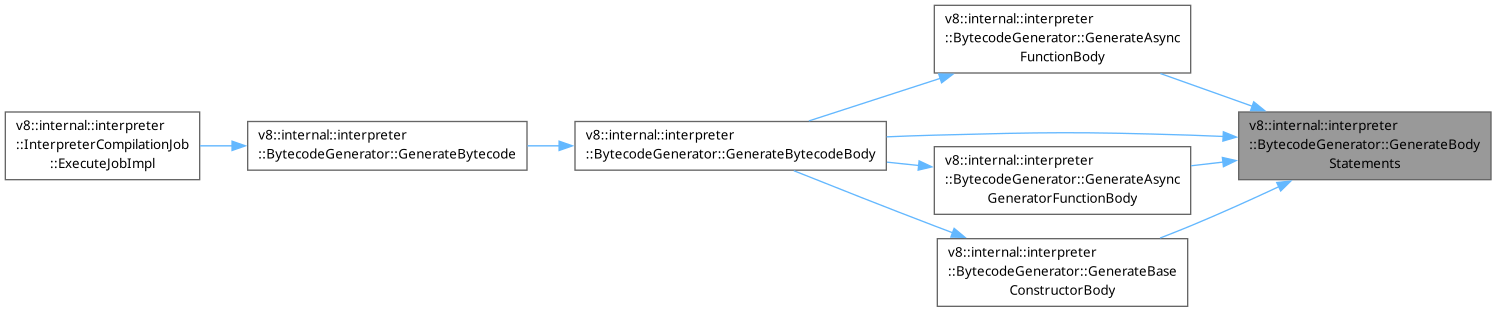 v8::internal::interpreter
::InterpreterCompilationJob
::ExecuteJobImpl
v8::internal::interpreter
::BytecodeGenerator::GenerateBytecode
v8::internal::interpreter
::BytecodeGenerator::GenerateBytecodeBody
v8::internal::interpreter
::BytecodeGenerator::GenerateAsync
FunctionBody
v8::internal::interpreter
::BytecodeGenerator::GenerateAsync
GeneratorFunctionBody
v8::internal::interpreter
::BytecodeGenerator::GenerateBase
ConstructorBody
v8::internal::interpreter
::BytecodeGenerator::GenerateBody
Statements